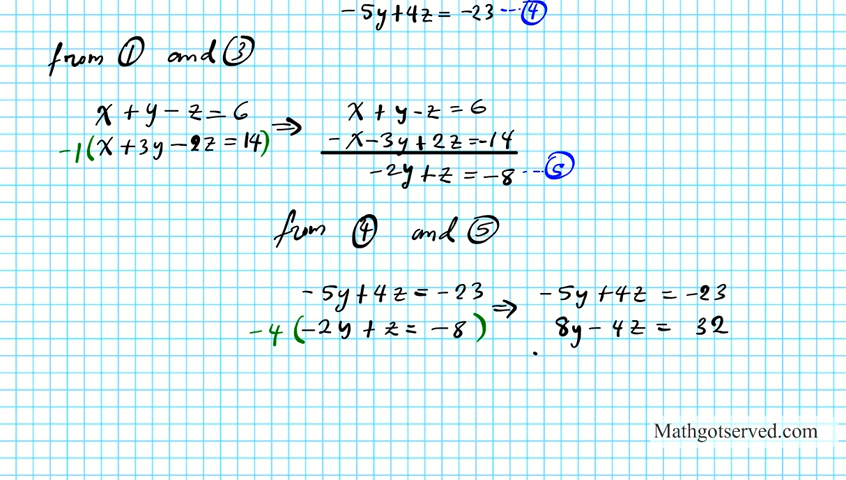 -5y+4z = -23 ---- ④
from ① and ③
x + y - z = 6 ⇒ x + y - z = 6
-1(x + 3y - 2z = 14) -x - 3y + 2z = -14
-2y + z = -8 ---- ⑤
from ④ and ⑤
-5y + 4z = -23 ⇒ -5y + 4z = -23
-4(-2y + z = -8) 8y - 4z = 32
Mathgotserved.com